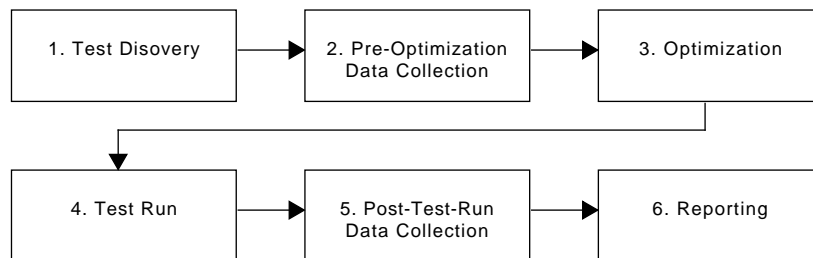 1. Test Disovery
2. Pre-Optimization
Data Collection
3. Optimization
4. Test Run
5. Post-Test-Run
Data Collection
6. Reporting